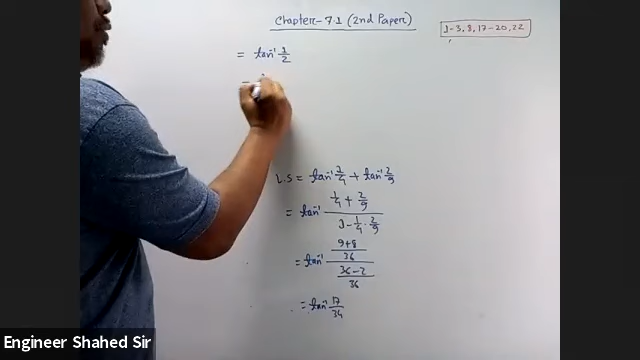 Chapter-7.1 (2nd Paper)
1-3, 8, 17-20, 22
= tan⁻¹ 1/2
=
L.S = tan⁻¹ 1/4 + tan⁻¹ 2/9
= tan⁻¹ (1/4 + 2/9)/(1 - 1/4 · 2/9)
= tan⁻¹ ((9+8)/36)/((36-2)/36)
= tan⁻¹ 17/34
Engineer Shahed Sir